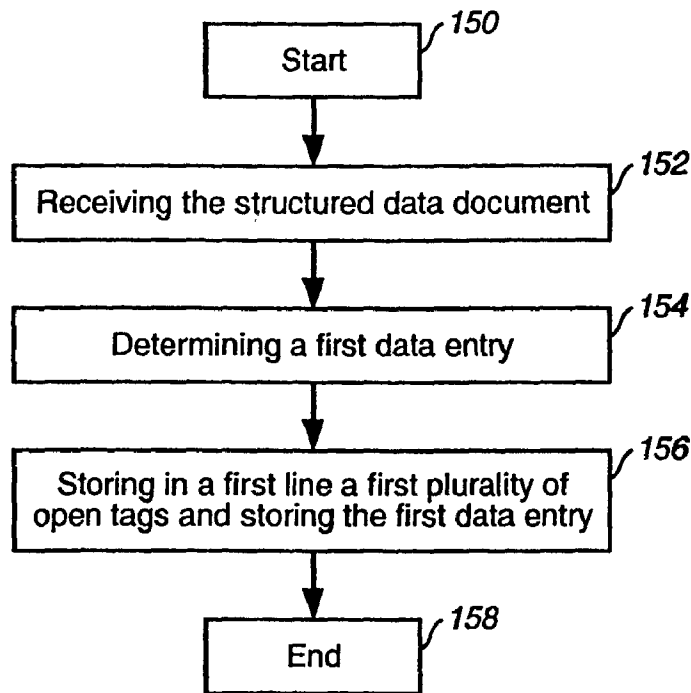 150
Start
152
Receiving the structured data document
154
Determining a first data entry
156
Storing in a first line a first plurality of
open tags and storing the first data entry
158
End